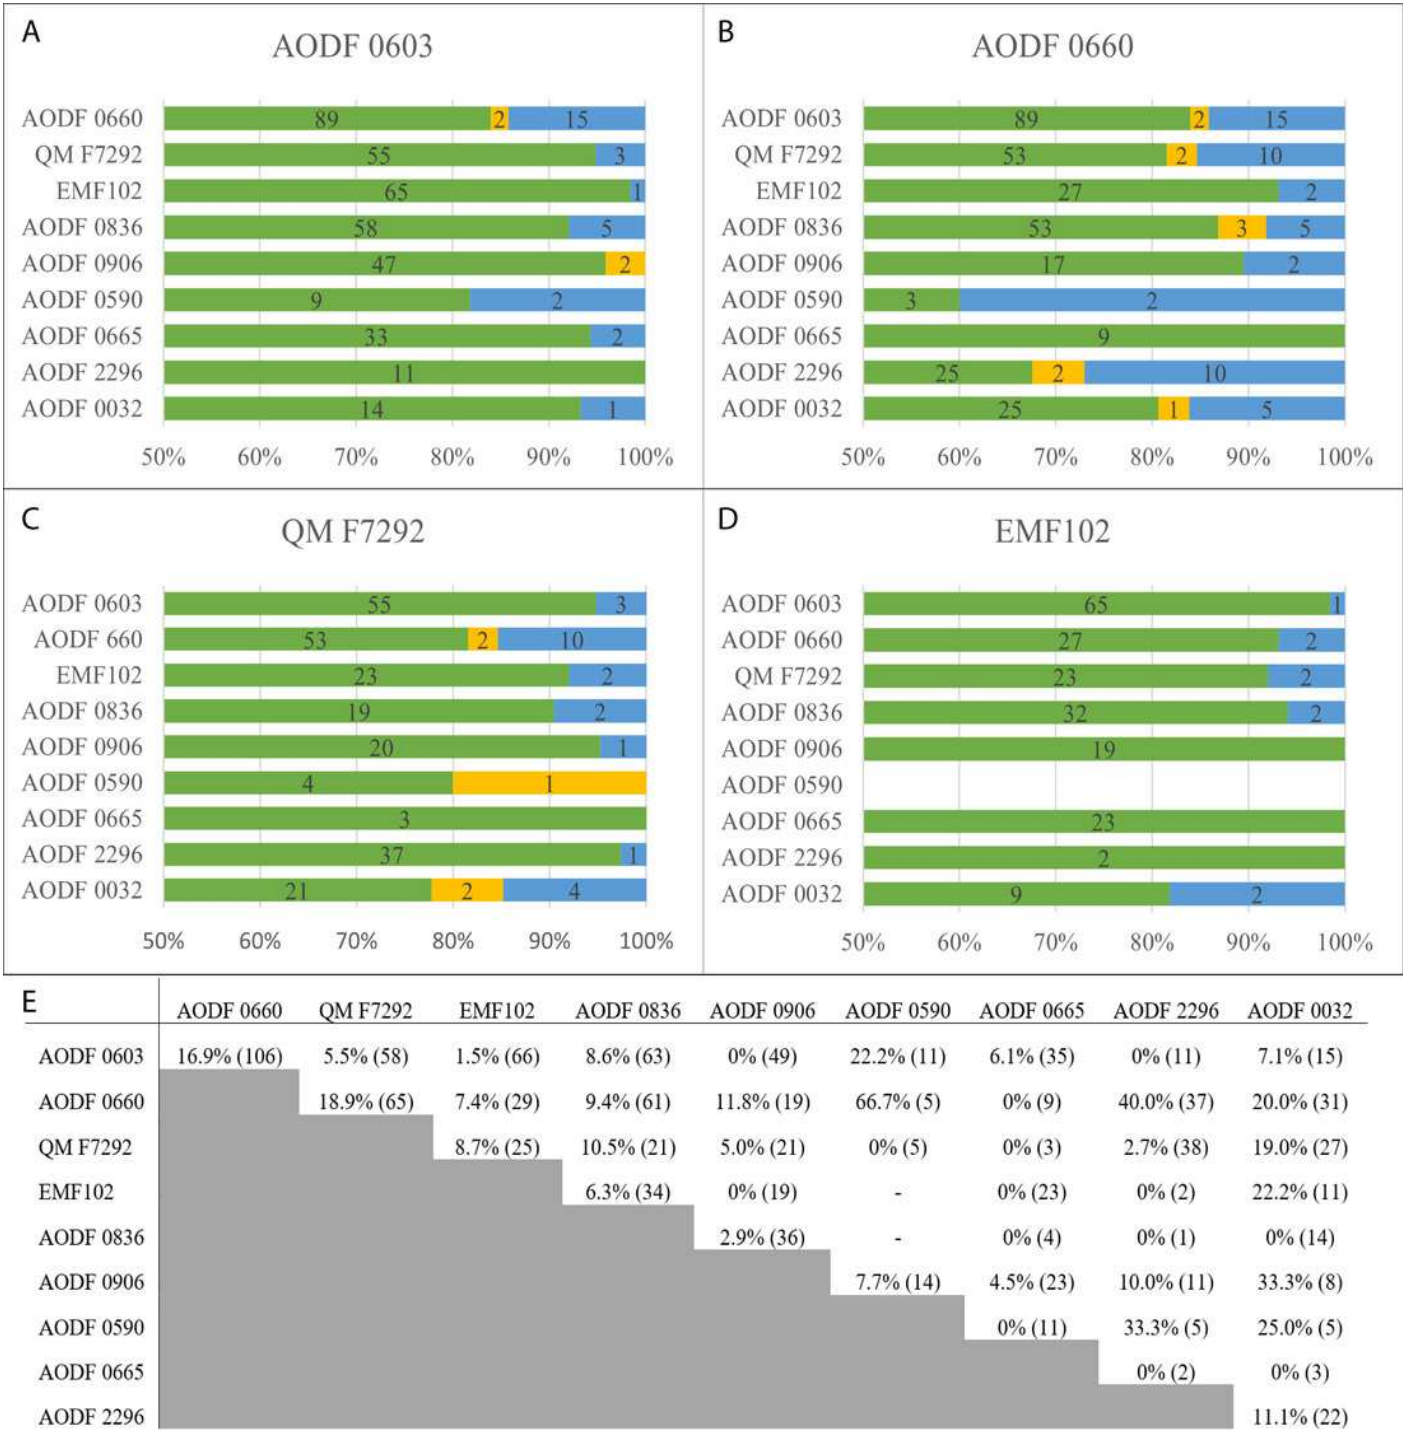 A
AODF 0603
AODF 0660 89 2 15
QM F7292 55 3
EMF102 65 1
AODF 0836 58 5
AODF 0906 47 2
AODF 0590 9 2
AODF 0665 33 2
AODF 2296 11
AODF 0032 14 1
50% 60% 70% 80% 90% 100%
B
AODF 0660
AODF 0603 89 2 15
QM F7292 53 2 10
EMF102 27 2
AODF 0836 53 3 5
AODF 0906 17 2
AODF 0590 3 2
AODF 0665 9
AODF 2296 25 2 10
AODF 0032 25 1 5
50% 60% 70% 80% 90% 100%
C
QM F7292
AODF 0603 55 3
AODF 660 53 2 10
EMF102 23 2
AODF 0836 19 2
AODF 0906 20 1
AODF 0590 4 1
AODF 0665 3
AODF 2296 37 1
AODF 0032 21 2 4
50% 60% 70% 80% 90% 100%
D
EMF102
AODF 0603 65 1
AODF 0660 27 2
QM F7292 23 2
AODF 0836 32 2
AODF 0906 19
AODF 0590
AODF 0665 23
AODF 2296 2
AODF 0032 9 2
50% 60% 70% 80% 90% 100%
E
AODF 0660 QM F7292 EMF102 AODF 0836 AODF 0906 AODF 0590 AODF 0665 AODF 2296 AODF 0032
AODF 0603 16.9% (106) 5.5% (58) 1.5% (66) 8.6% (63) 0% (49) 22.2% (11) 6.1% (35) 0% (11) 7.1% (15)
AODF 0660 18.9% (65) 7.4% (29) 9.4% (61) 11.8% (19) 66.7% (5) 0% (9) 40.0% (37) 20.0% (31)
QM F7292 8.7% (25) 10.5% (21) 5.0% (21) 0% (5) 0% (3) 2.7% (38) 19.0% (27)
EMF102 6.3% (34) 0% (19) - 0% (23) 0% (2) 22.2% (11)
AODF 0836 2.9% (36) - 0% (4) 0% (1) 0% (14)
AODF 0906 7.7% (14) 4.5% (23) 10.0% (11) 33.3% (8)
AODF 0590 0% (11) 33.3% (5) 25.0% (5)
AODF 0665 0% (2) 0% (3)
AODF 2296 11.1% (22)